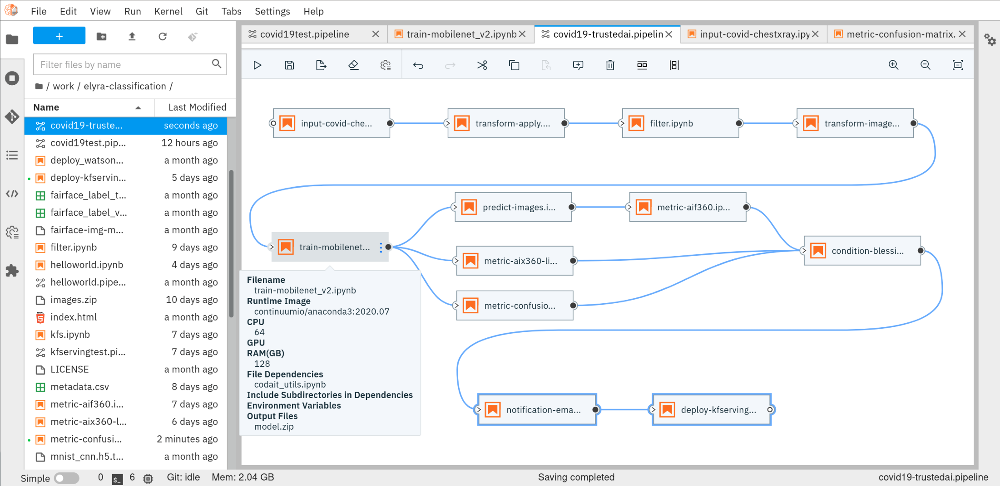 File Edit View Run Kernel Git Tabs Settings Help
covid19test.pipeline
train-mobilenet_v2.ipynb
covid19-trustedai.pipelin
input-covid-chestxray.ipy
metric-confusion-matrix.
+
Filter files by name
/ work / elyra-classification /
Name Last Modified
covid19-truste... seconds ago
covid19test.pip... 12 hours ago
deploy_watson... a month ago
deploy-kfservin... 5 days ago
fairface_label_t... a month ago
fairface_label_v... a month ago
fairface-img-m... a month ago
filter.ipynb 9 days ago
helloworld.ipynb 4 days ago
helloworld.pipe... a month ago
images.zip 10 days ago
index.html a month ago
kfs.ipynb 7 days ago
kfservingtest.pi... 7 days ago
LICENSE a month ago
metadata.csv 8 days ago
metric-aif360.i... 7 days ago
metric-aix360-l... 6 days ago
metric-confusi... 2 minutes ago
mnist_cnn.h5.t... a month ago
input-covid-che...
transform-apply....
filter.ipynb
transform-image...
predict-images.i...
metric-aif360.ip...
train-mobilenet...
metric-aix360-li...
condition-blessi...
metric-confusio...
Filename
train-mobilenet_v2.ipynb
Runtime Image
continuumio/anaconda3:2020.07
CPU
64
GPU
RAM(GB)
128
File Dependencies
codait_utils.ipynb
Include Subdirectories in Dependencies
Environment Variables
Output Files
model.zip
notification-ema...
deploy-kfserving...
Simple 0 $_ 6 Git: idle Mem: 2.04 GB
Saving completed
covid19-trustedai.pipeline